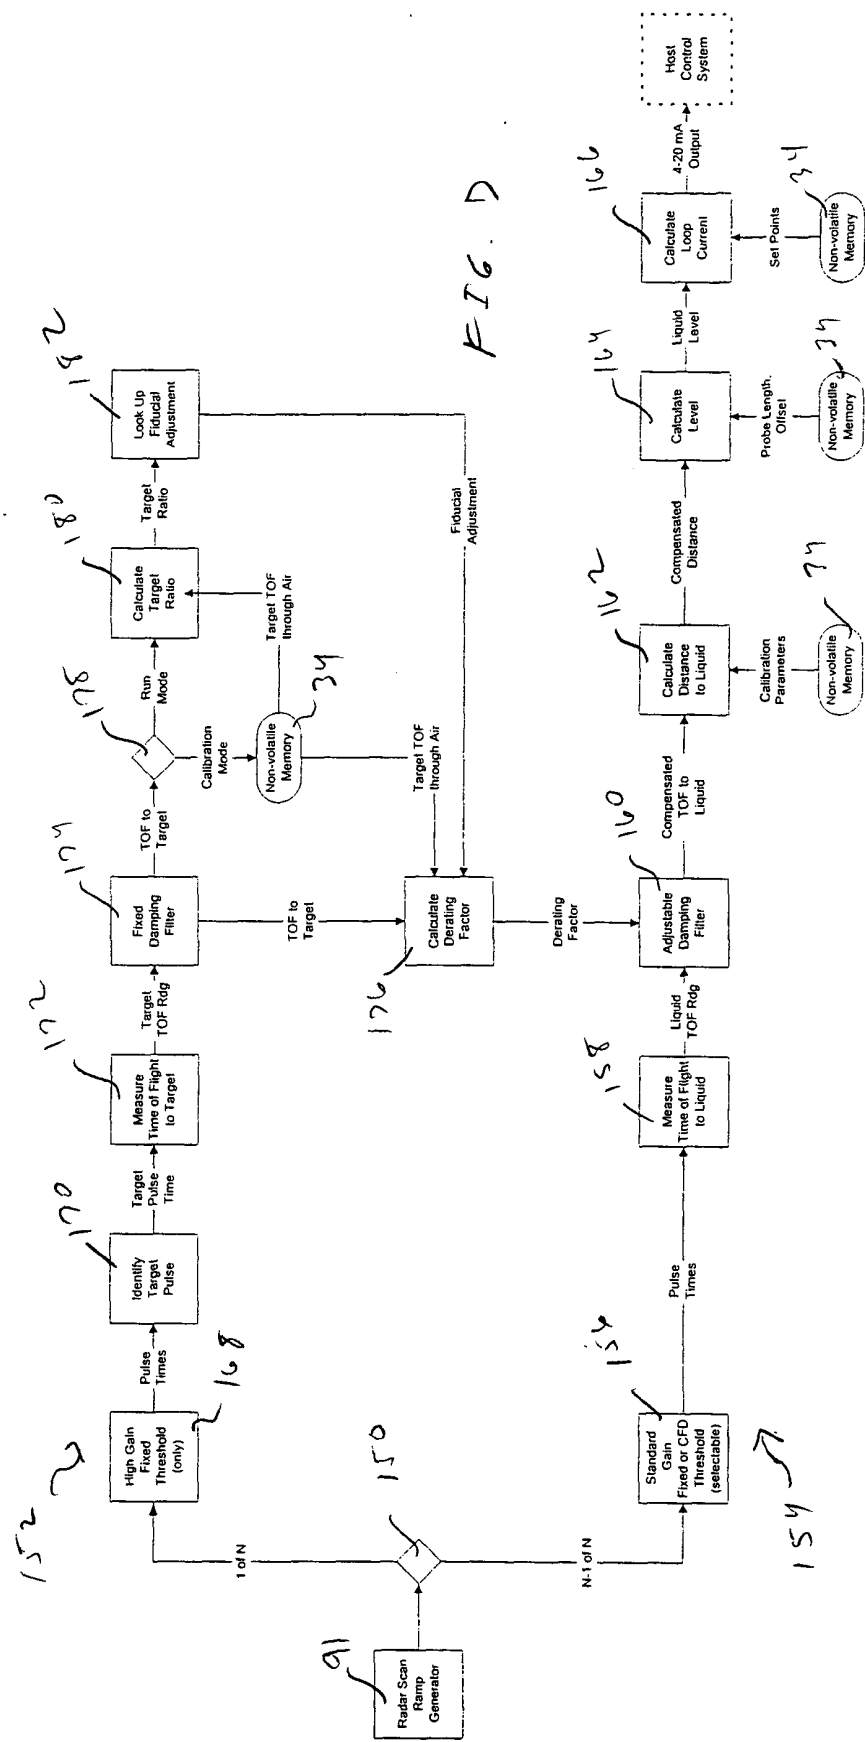 152
High Gain
Fixed
Threshold
(only)
168
Pulse
Times
170
Identify
Target
Pulse
Target
Pulse
Time
172
Measure
Time of Flight
to Target
Target
TOF Rdg
174
Fixed
Damping
Filter
TOF to
Target
178
Run
Mode
180
Calculate
Target
Ratio
Target
Ratio
182
Look Up
Fiducial
Adjustment
Calibration
Mode
Non-volatile
Memory
34
Target TOF
through Air
Target TOF
through Air
Fiducial
Adjustment
TOF to
Target
176
Calculate
Derating
Factor
Derating
Factor
FIG. D
91
Radar Scan
Ramp
Generator
150
1 of N
N-1 of N
154
156
Standard
Gain
Fixed or CFD
Threshold
(selectable)
Pulse
Times
158
Measure
Time of Flight
to Liquid
Liquid
TOF Rdg
160
Adjustable
Damping
Filter
Compensated
TOF to
Liquid
162
Calculate
Distance
to Liquid
Calibration
Parameters
Non-volatile
Memory
34
Compensated
Distance
164
Calculate
Level
Probe Length,
Offset
Non-volatile
Memory
34
Liquid
Level
166
Calculate
Loop
Current
Set Points
Non-volatile
Memory
34
4-20 mA
Output
Host
Control
System